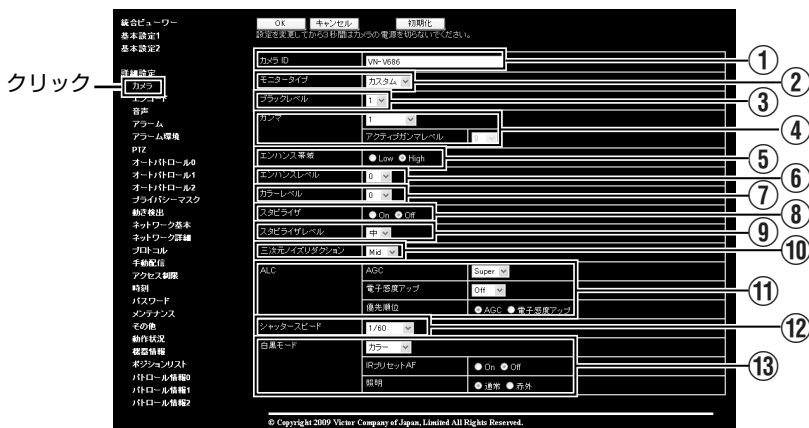 統合ビューワー
基本設定1
基本設定2
詳細設定
カメラ
エンコード
音声
アラーム
アラーム環境
PTZ
オートパトロール0
オートパトロール1
オートパトロール2
プライバシーマスク
動き検出
ネットワーク基本
ネットワーク詳細
プロトコル
手動配信
アクセス制限
時刻
パスワード
メンテナンス
その他
動作状況
機器情報
ポジションリスト
パトロール情報0
パトロール情報1
パトロール情報2
クリック
OK キャンセル 初期化
設定を変更してから3秒間はカメラの電源を切らないでください。
カメラ ID VN-V686 ①
モニタータイプ カスタム ②
ブラックレベル 1 ③
ガンマ 1 ④
アクティブガンマレベル 0
エンハンス帯域 Low High ⑤
エンハンスレベル 0 ⑥
カラーレベル 0 ⑦
スタビライザ On Off ⑧
スタビライザレベル 中 ⑨
三次元ノイズリダクション Mid ⑩
ALC AGC Super ⑪
電子感度アップ Off
優先順位 AGC 電子感度アップ
シャッタースピード 1/60 ⑫
白黒モード カラー ⑬
IRプリセットAF On Off
照明 通常 赤外
© Copyright 2009 Victor Company of Japan, Limited All Rights Reserved.